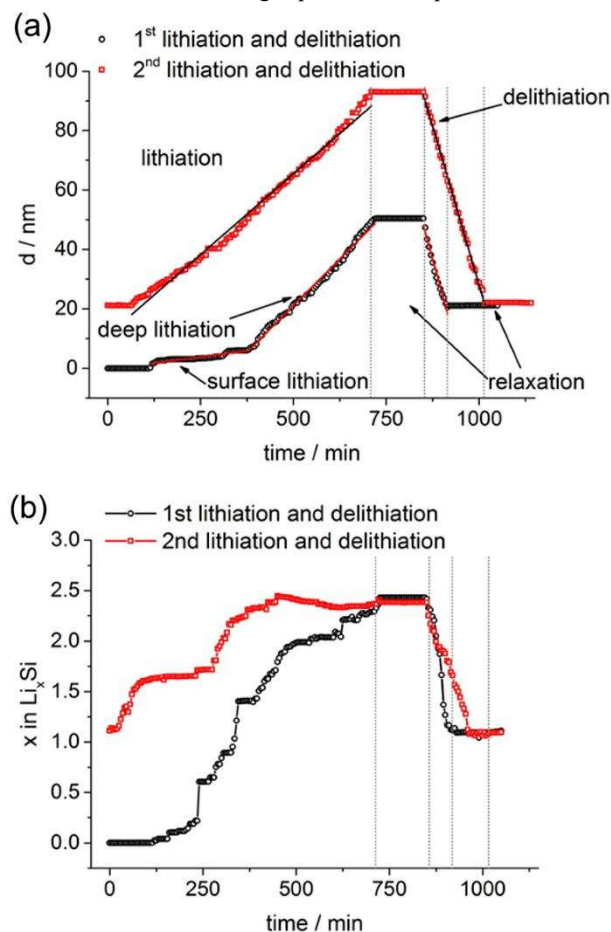 (a)
1st lithiation and delithiation
2nd lithiation and delithiation
100
80
60
40
20
0
d / nm
lithiation
delithiation
deep lithiation
surface lithiation
relaxation
0 250 500 750 1000
time / min
(b)
1st lithiation and delithiation
2nd lithiation and delithiation
3.0
2.5
2.0
1.5
1.0
0.5
0.0
x in LixSi
0 250 500 750 1000
time / min